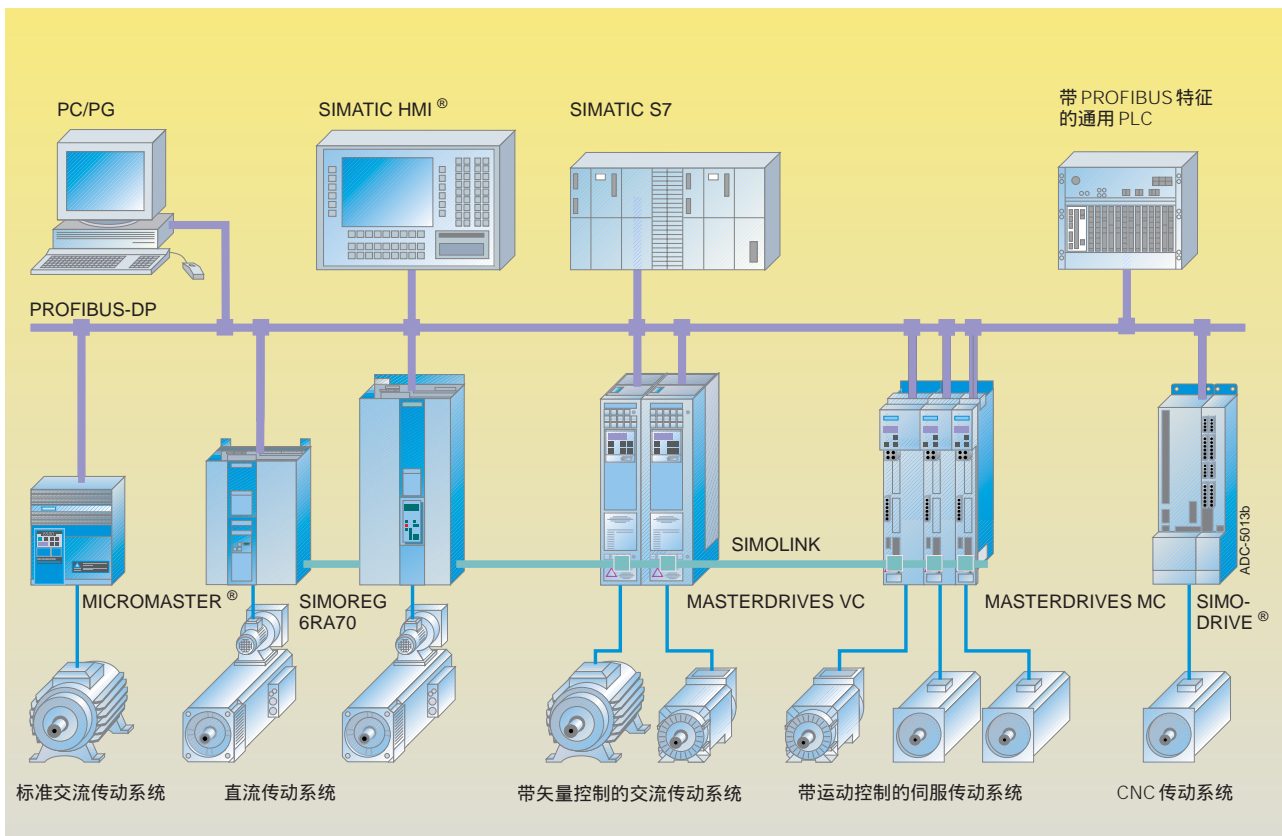 PC/PG
SIMATIC HMI ®
SIMATIC S7
带 PROFIBUS 特征
的通用 PLC
PROFIBUS-DP
SIMOLINK
ADC-5013b
MICROMASTER ®
SIMOREG
6RA70
MASTERDRIVES VC
MASTERDRIVES MC
SIMO-
DRIVE ®
标准交流传动系统
直流传动系统
带矢量控制的交流传动系统
带运动控制的伺服传动系统
CNC 传动系统